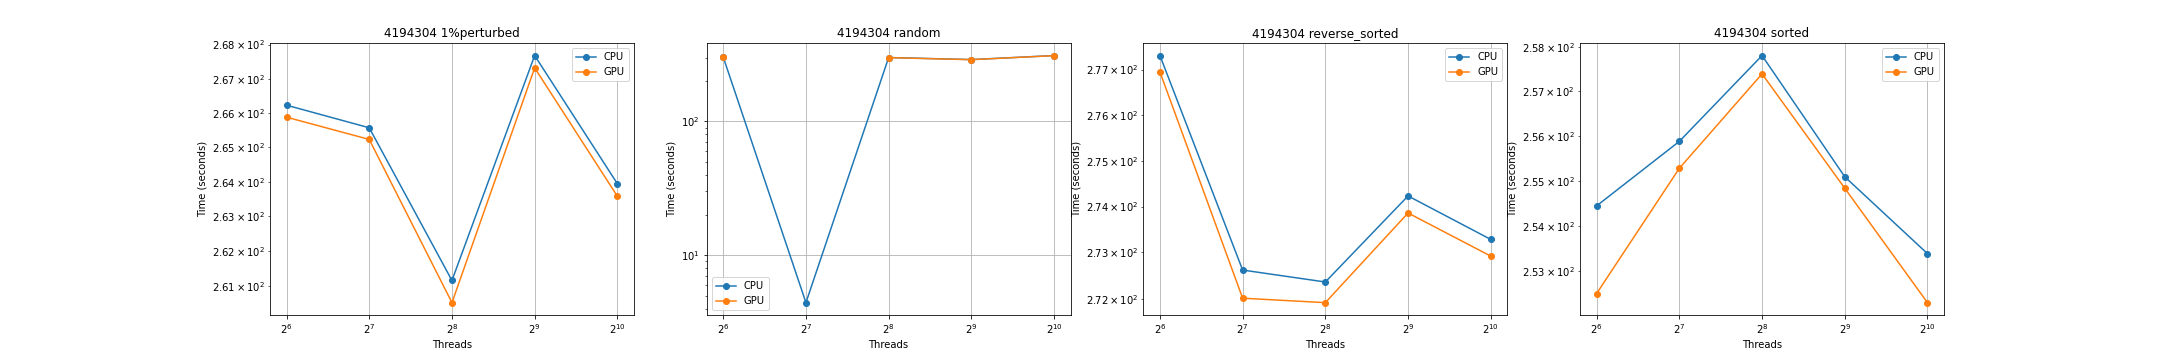 4194304 1%perturbed
2.68 × 10²
2.67 × 10²
2.66 × 10²
2.65 × 10²
2.64 × 10²
2.63 × 10²
2.62 × 10²
2.61 × 10²
Time (seconds)
CPU
GPU
2⁶ 2⁷ 2⁸ 2⁹ 2¹⁰
Threads
4194304 random
10²
10¹
Time (seconds)
CPU
GPU
2⁶ 2⁷ 2⁸ 2⁹ 2¹⁰
Threads
4194304 reverse_sorted
2.77 × 10²
2.76 × 10²
2.75 × 10²
2.74 × 10²
2.73 × 10²
2.72 × 10²
Time (seconds)
CPU
GPU
2⁶ 2⁷ 2⁸ 2⁹ 2¹⁰
Threads
4194304 sorted
2.58 × 10²
2.57 × 10²
2.56 × 10²
2.55 × 10²
2.54 × 10²
2.53 × 10²
Time (seconds)
CPU
GPU
2⁶ 2⁷ 2⁸ 2⁹ 2¹⁰
Threads